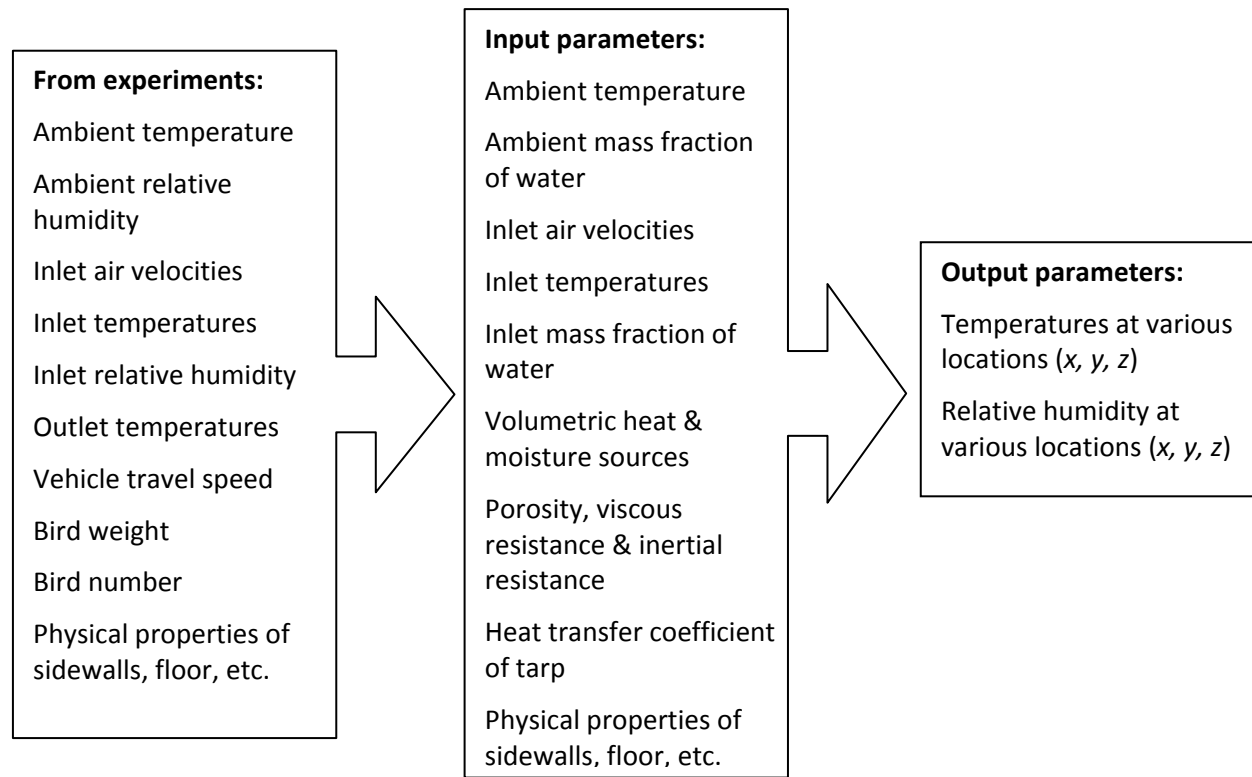 From experiments:
Ambient temperature
Ambient relative
humidity
Inlet air velocities
Inlet temperatures
Inlet relative humidity
Outlet temperatures
Vehicle travel speed
Bird weight
Bird number
Physical properties of
sidewalls, floor, etc.
Input parameters:
Ambient temperature
Ambient mass fraction
of water
Inlet air velocities
Inlet temperatures
Inlet mass fraction of
water
Volumetric heat &
moisture sources
Porosity, viscous
resistance & inertial
resistance
Heat transfer coefficient
of tarp
Physical properties of
sidewalls, floor, etc.
Output parameters:
Temperatures at various
locations (x, y, z)
Relative humidity at
various locations (x, y, z)